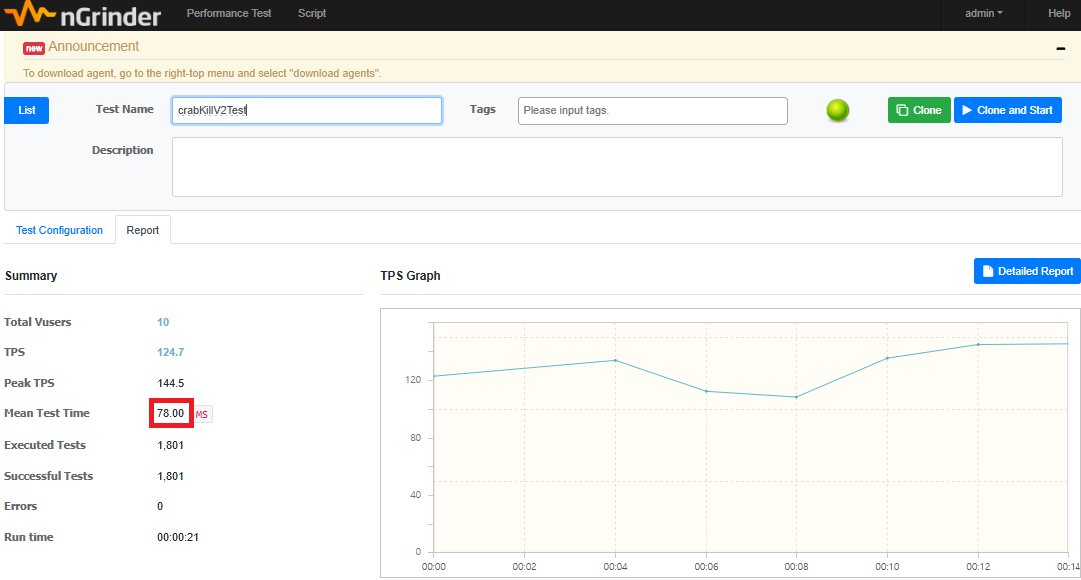 nGrinder Performance Test Script admin Help
new Announcement
To download agent, go to the right-top menu and select "download agents".
List Test Name crabKillV2Test Tags Please input tags. Clone Clone and Start
Description
Test Configuration Report
Summary
Total Vusers 10
TPS 124.7
Peak TPS 144.5
Mean Test Time 78.00 MS
Executed Tests 1,801
Successful Tests 1,801
Errors 0
Run time 00:00:21
TPS Graph
Detailed Report
120
80
40
0
00:00 00:02 00:04 00:06 00:08 00:10 00:12 00:14